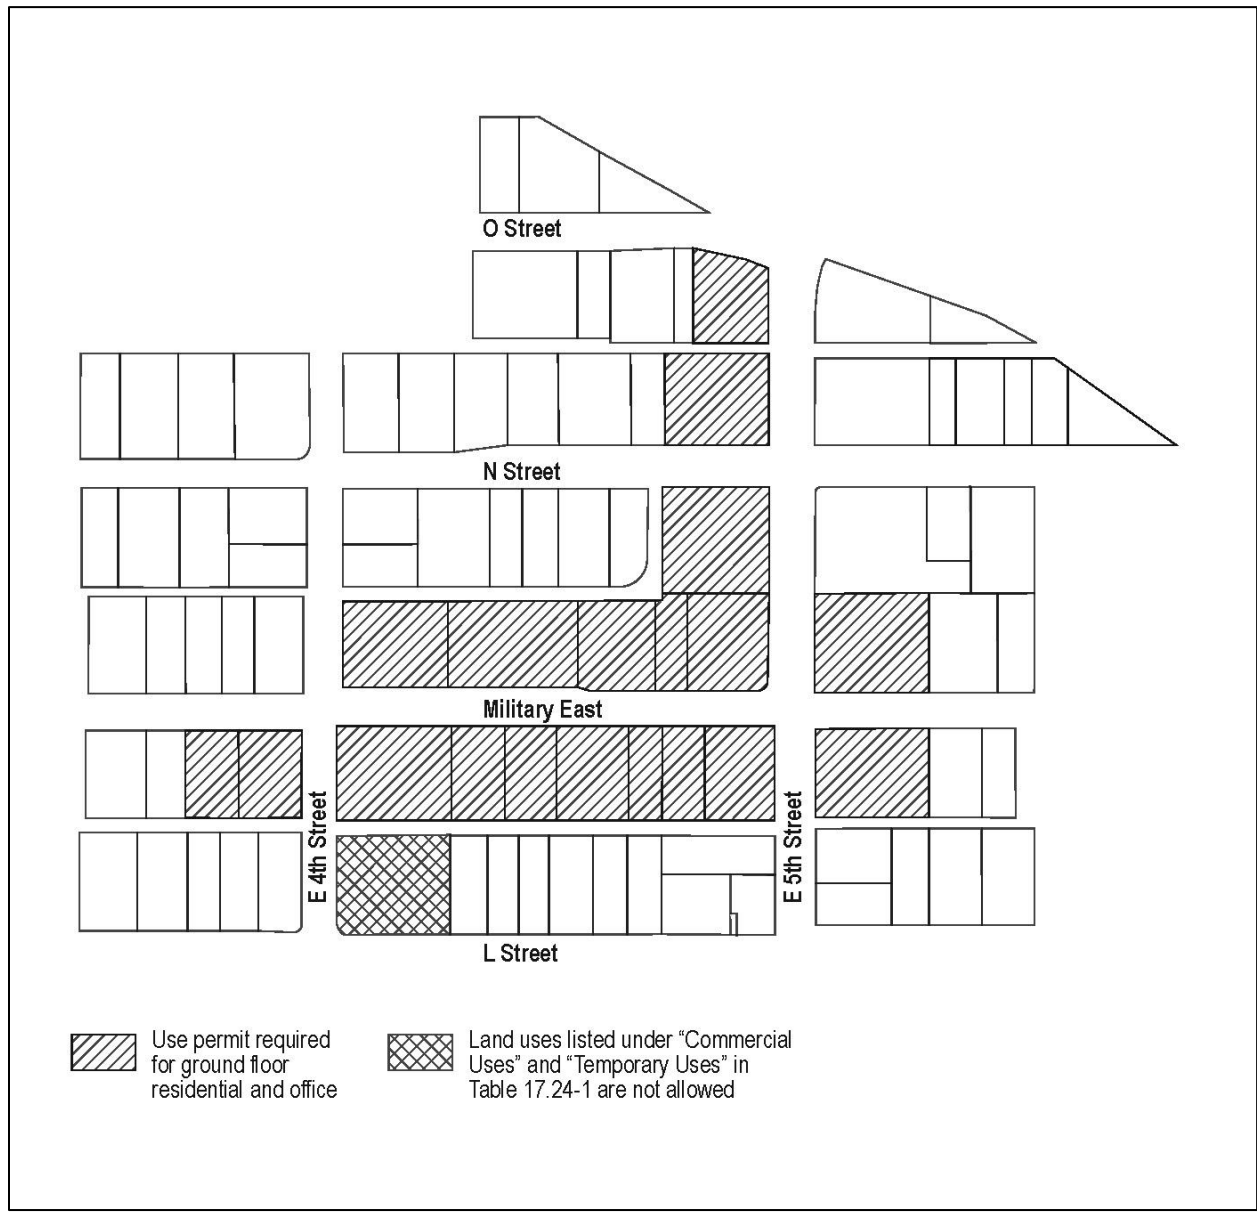 O Street
N Street
Military East
E 4th Street
E 5th Street
L Street
Use permit required
for ground floor
residential and office
Land uses listed under “Commercial
Uses” and “Temporary Uses” in
Table 17.24-1 are not allowed